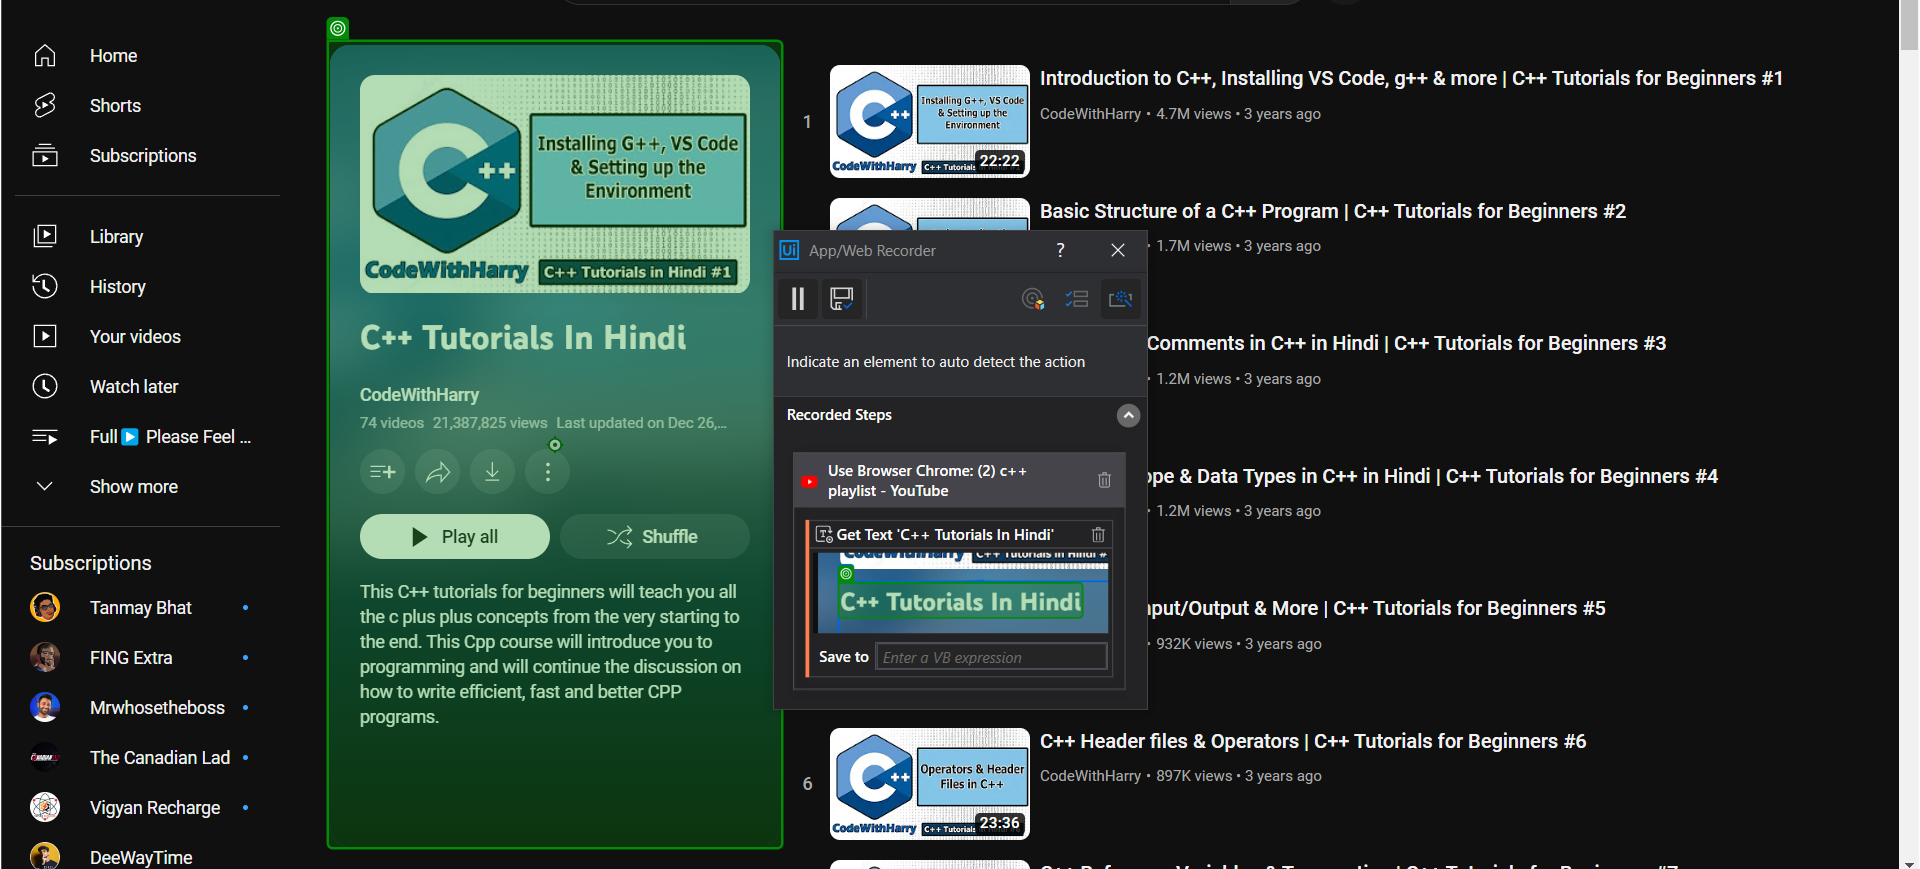 Home
Shorts
Subscriptions
Library
History
Your videos
Watch later
Full▶️ Please Feel ...
Show more
Subscriptions
Tanmay Bhat
FING Extra
Mrwhosetheboss
The Canadian Lad
Vigyan Recharge
DeeWayTime
C++
Installing G++, VS Code
& Setting up the
Environment
CodeWithHarry
C++ Tutorials in Hindi #1
C++ Tutorials In Hindi
CodeWithHarry
74 videos 21,387,825 views Last updated on Dec 26,...
Play all
Shuffle
This C++ tutorials for beginners will teach you all
the c plus plus concepts from the very starting to
the end. This Cpp course will introduce you to
programming and will continue the discussion on
how to write efficient, fast and better CPP
programs.
Ui App/Web Recorder ?
Indicate an element to auto detect the action
Recorded Steps
Use Browser Chrome: (2) c++
playlist - YouTube
Get Text 'C++ Tutorials In Hindi'
C++ Tutorials In Hindi
Save to
Enter a VB expression
1
C++
Installing G++, VS Code
& Setting up the
Environment
CodeWithHarry
C++ Tutorials
22:22
Introduction to C++, Installing VS Code, g++ & more | C++ Tutorials for Beginners #1
CodeWithHarry • 4.7M views • 3 years ago
Basic Structure of a C++ Program | C++ Tutorials for Beginners #2
• 1.7M views • 3 years ago
Comments in C++ in Hindi | C++ Tutorials for Beginners #3
• 1.2M views • 3 years ago
ope & Data Types in C++ in Hindi | C++ Tutorials for Beginners #4
• 1.2M views • 3 years ago
nput/Output & More | C++ Tutorials for Beginners #5
• 932K views • 3 years ago
6
C++
Operators & Header
Files in C++
CodeWithHarry
C++ Tutorials
23:36
C++ Header files & Operators | C++ Tutorials for Beginners #6
CodeWithHarry • 897K views • 3 years ago